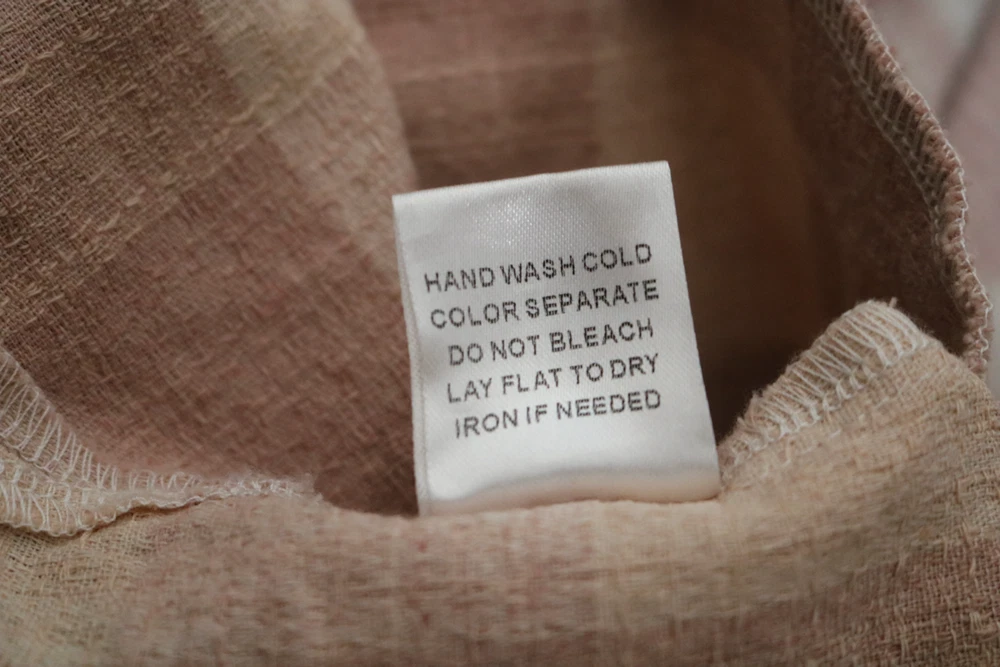 HAND WASH COLD
COLOR SEPARATE
DO NOT BLEACH
LAY FLAT TO DRY
IRON IF NEEDED